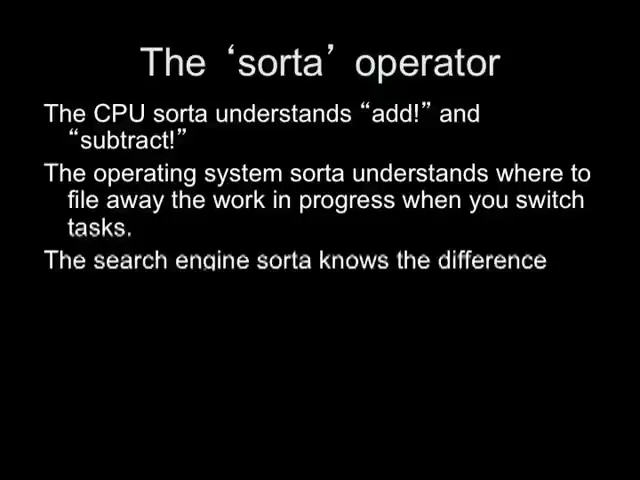 The ‘sorta’ operator
The CPU sorta understands “add!” and
“subtract!”
The operating system sorta understands where to
file away the work in progress when you switch
tasks.
The search engine sorta knows the difference